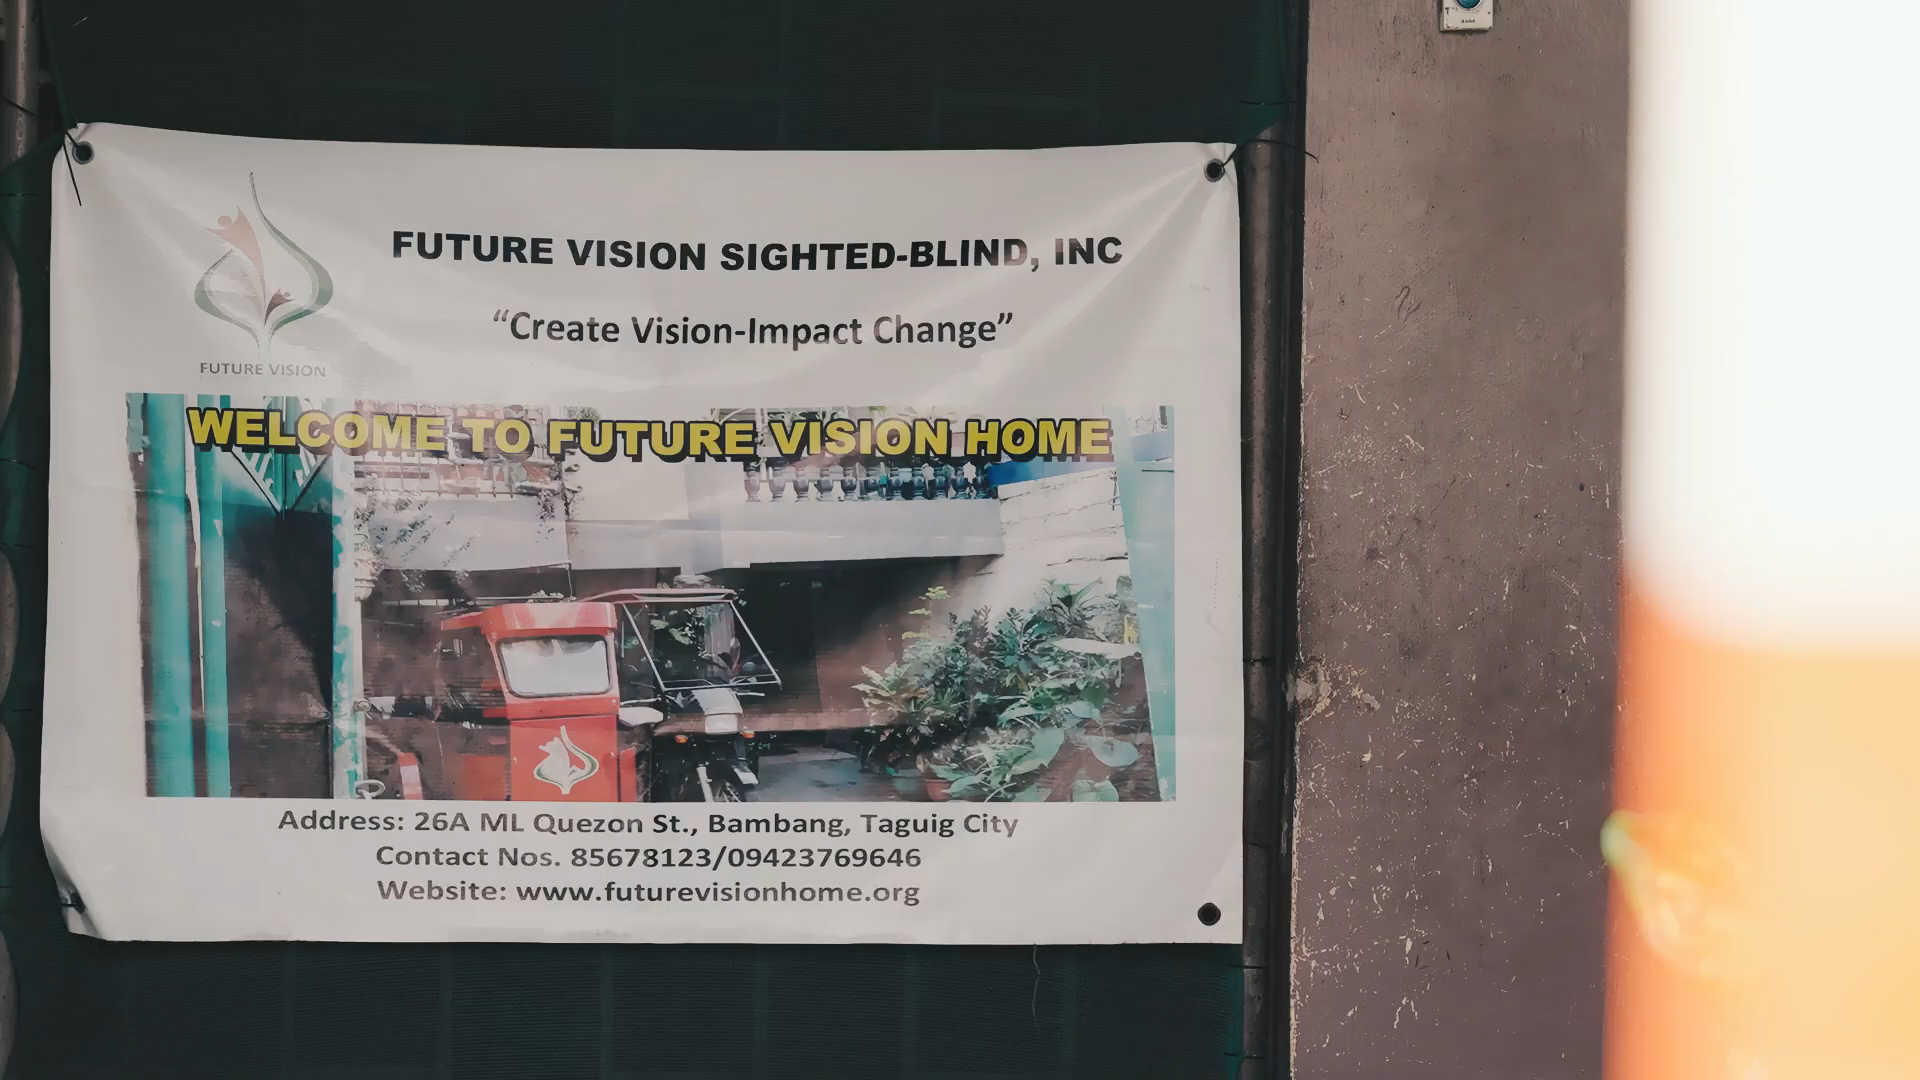 FUTURE VISION SIGHTED-BLIND, INC
“Create Vision-Impact Change”
FUTURE VISION
WELCOME TO FUTURE VISION HOME
Address: 26A ML Quezon St., Bambang, Taguig City
Contact Nos. 85678123/09423769646
Website: www.futurevisionhome.org